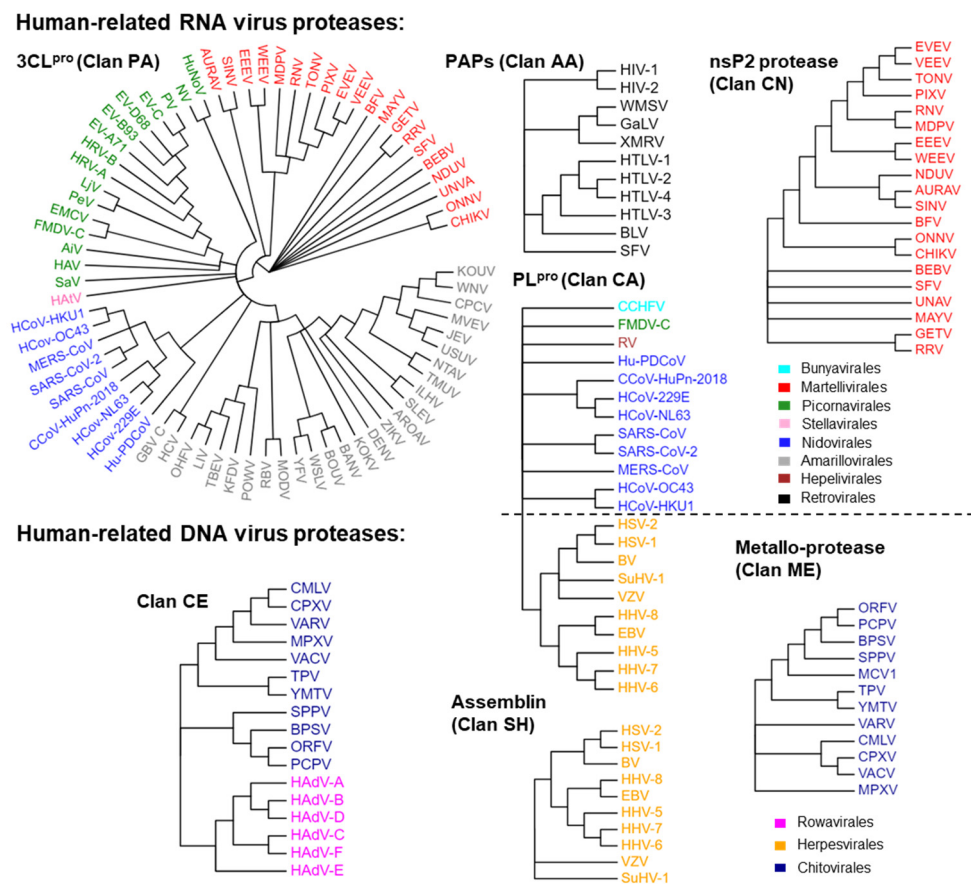 Human-related RNA virus proteases:
3CLpro (Clan PA)
HuNoV
NV
PV
EV-C
EV-D68
EV-B93
EV-A71
HRV-B
HRV-A
LjV
PeV
EMCV
FMDV-C
AiV
HAV
SaV
HAtV
HCoV-HKU1
HCov-OC43
MERS-CoV
SARS-CoV-2
SARS-CoV
CCoV-HuPn-2018
HCov-NL63
HCov-229E
Hu-PDCoV
GBV C
HCV
OHFV
LIV
TBEV
KFDV
POWV
RBV
MODV
YFV
WSLV
BOUV
BANV
KOKV
DENV
ZIKV
AROAV
SLEV
ILHV
TMUV
NTAV
USUV
JEV
MVEV
CPCV
WNV
KOUV
CHIKV
ONNV
UNVA
NDUV
BEBV
SFV
RRV
GETV
MAYV
BFV
VEEV
EVEV
PIXV
TONV
RNV
MDPV
WEEV
EEEV
SINV
AURAV
PAPs (Clan AA)
HIV-1
HIV-2
WMSV
GaLV
XMRV
HTLV-1
HTLV-2
HTLV-4
HTLV-3
BLV
SFV
nsP2 protease
(Clan CN)
EVEV
VEEV
TONV
PIXV
RNV
MDPV
EEEV
WEEV
NDUV
AURAV
SINV
BFV
ONNV
CHIKV
BEBV
SFV
UNAV
MAYV
GETV
RRV
PLpro (Clan CA)
CCHFV
FMDV-C
RV
Hu-PDCoV
CCoV-HuPn-2018
HCoV-229E
HCoV-NL63
SARS-CoV
SARS-CoV-2
MERS-CoV
HCoV-OC43
HCoV-HKU1
HSV-2
HSV-1
BV
SuHV-1
VZV
HHV-8
EBV
HHV-5
HHV-7
HHV-6
Bunyavirales
Martellivirales
Picornavirales
Stellavirales
Nidovirales
Amarillovirales
Hepelivirales
Retrovirales
Human-related DNA virus proteases:
Clan CE
CMLV
CPXV
VARV
MPXV
VACV
TPV
YMTV
SPPV
BPSV
ORFV
PCPV
HAdV-A
HAdV-B
HAdV-D
HAdV-C
HAdV-F
HAdV-E
Assemblin
(Clan SH)
HSV-2
HSV-1
BV
HHV-8
EBV
HHV-5
HHV-7
HHV-6
VZV
SuHV-1
Metallo-protease
(Clan ME)
ORFV
PCPV
BPSV
SPPV
MCV1
TPV
YMTV
VARV
CMLV
CPXV
VACV
MPXV
Rowavirales
Herpesvirales
Chitovirales